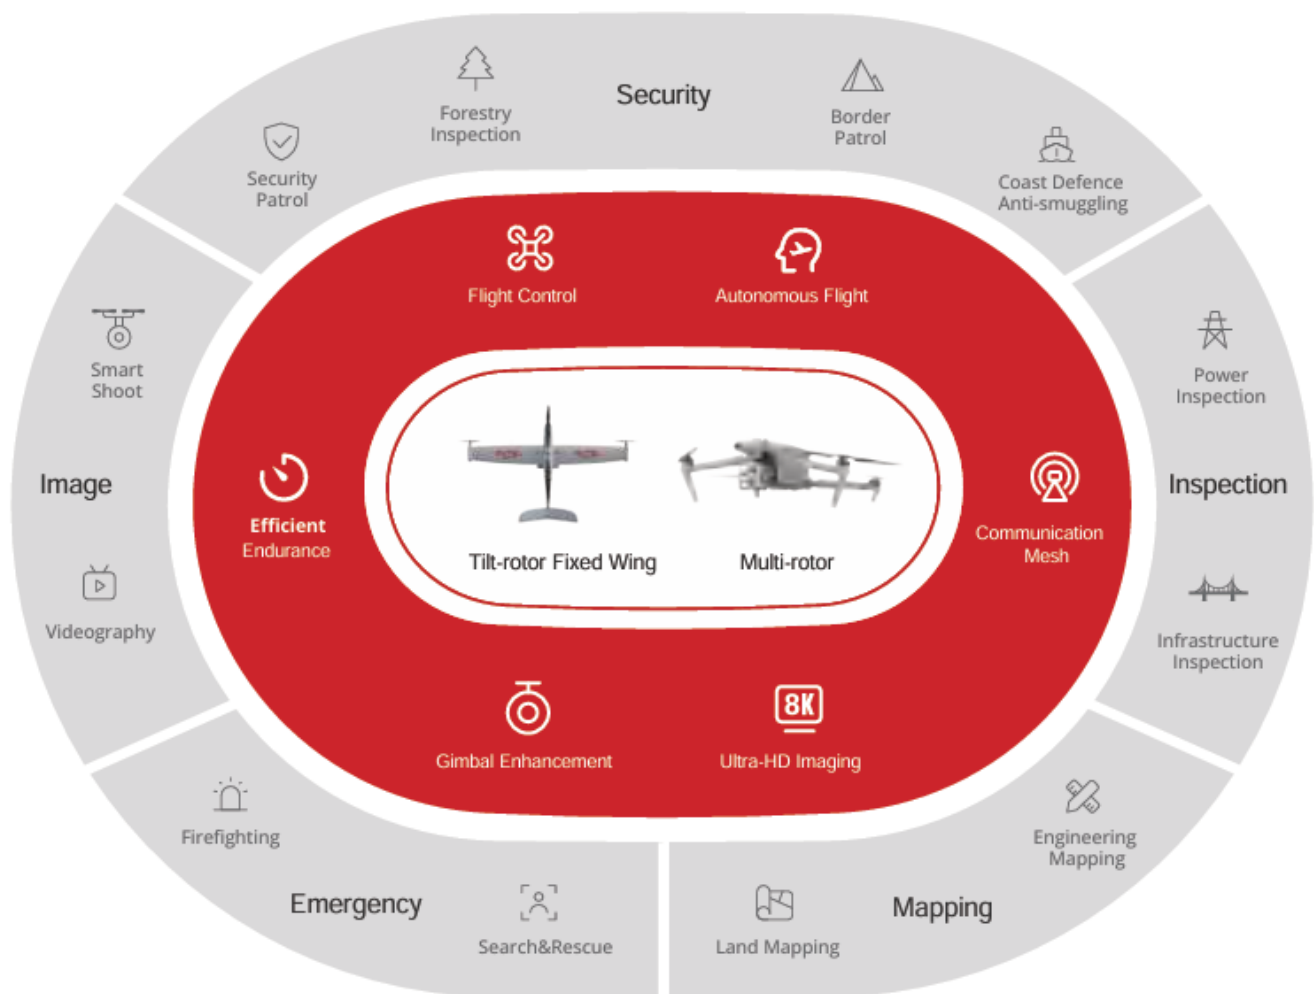 Security
Forestry
Inspection
Border
Patrol
Security
Patrol
Coast Defence
Anti-smuggling
Flight Control
Autonomous Flight
Smart
Shoot
Power
Inspection
Image
Inspection
Efficient
Endurance
Communication
Mesh
Tilt-rotor Fixed Wing
Multi-rotor
Videography
Infrastructure
Inspection
8K
Gimbal Enhancement
Ultra-HD Imaging
Firefighting
Engineering
Mapping
Emergency
Mapping
Search&Rescue
Land Mapping